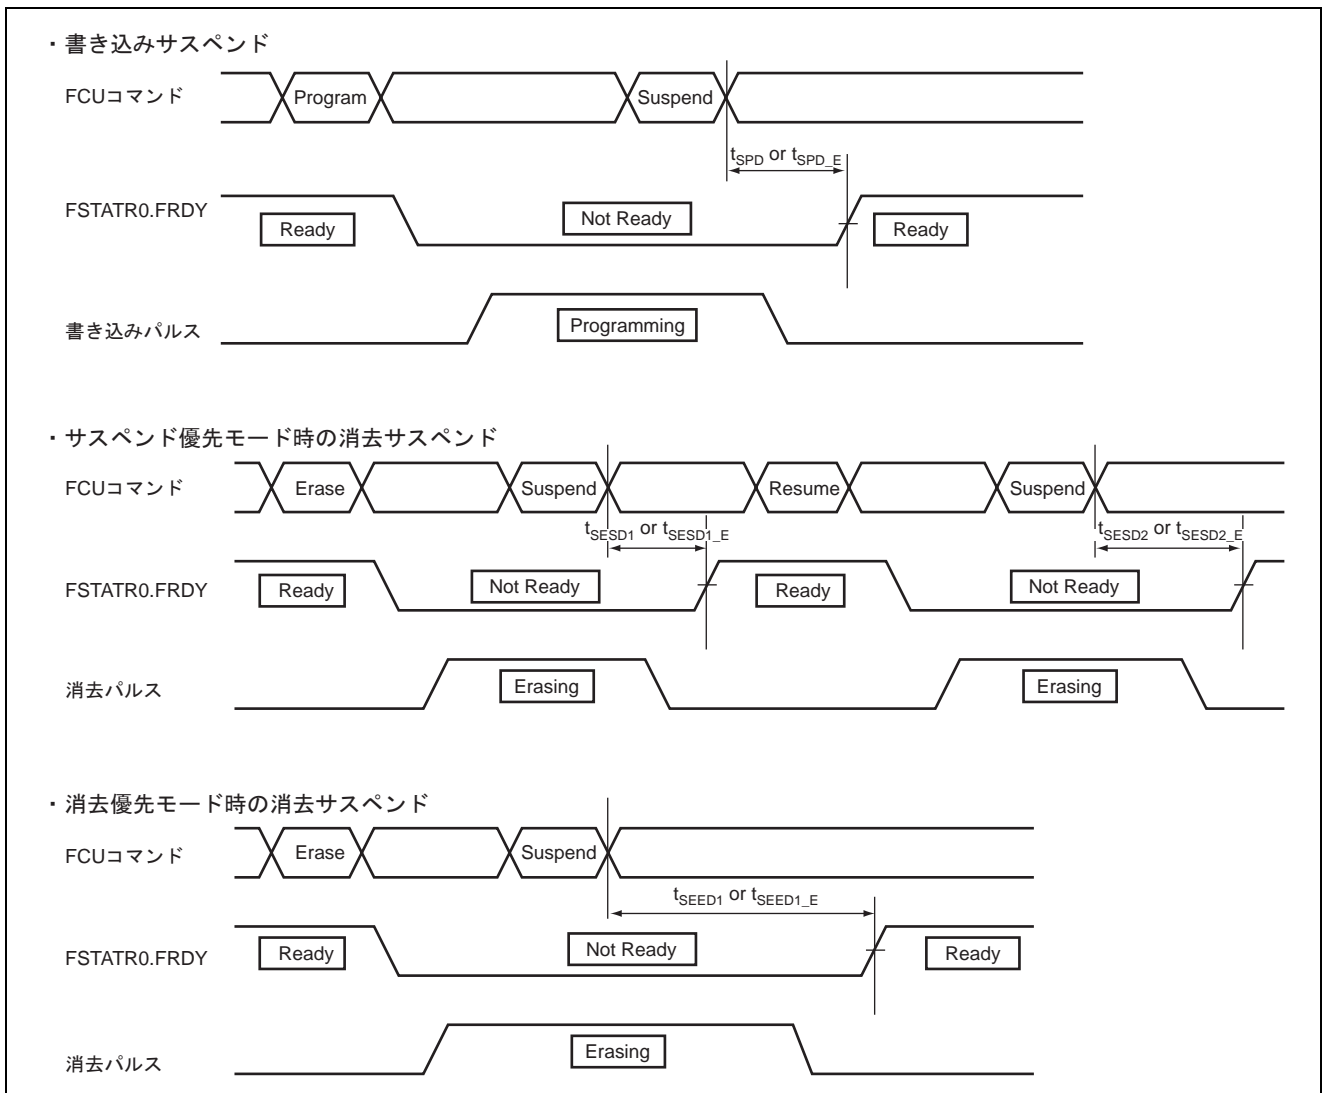 ・書き込みサスペンド
FCUコマンド Program Suspend
tSPD or tSPD_E
FSTATR0.FRDY Ready Not Ready Ready
書き込みパルス Programming
・サスペンド優先モード時の消去サスペンド
FCUコマンド Erase Suspend Resume Suspend
tSESD1 or tSESD1_E tSESD2 or tSESD2_E
FSTATR0.FRDY Ready Not Ready Ready Not Ready
消去パルス Erasing Erasing
・消去優先モード時の消去サスペンド
FCUコマンド Erase Suspend
tSEED1 or tSEED1_E
FSTATR0.FRDY Ready Not Ready Ready
消去パルス Erasing